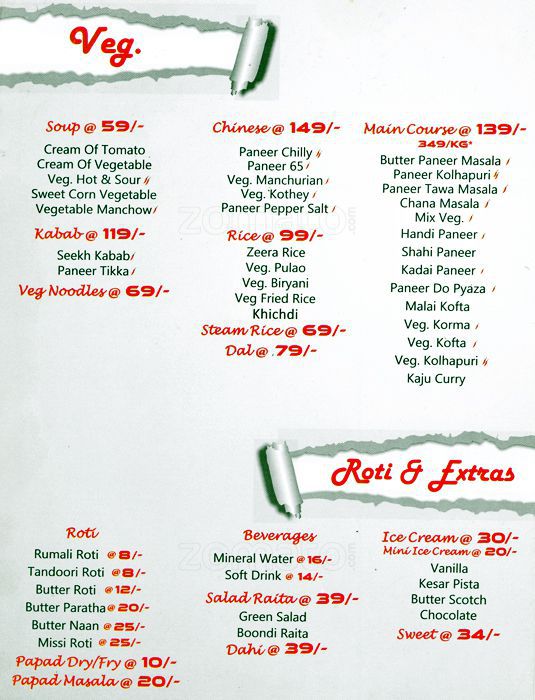 Veg.
Soup @ 59/-
Cream Of Tomato
Cream Of Vegetable
Veg. Hot & Sour
Sweet Corn Vegetable
Vegetable Manchow
Kabab @ 119/-
Seekh Kabab
Paneer Tikka
Veg Noodles @ 69/-
Chinese @ 149/-
Paneer Chilly
Paneer 65
Veg. Manchurian
Veg. Kothey
Paneer Pepper Salt
Rice @ 99/-
Zeera Rice
Veg. Pulao
Veg. Biryani
Veg Fried Rice
Khichdi
Steam Rice @ 69/-
Dal @ .79/-
Main Course @ 139/-
349/KG*
Butter Paneer Masala
Paneer Kolhapuri
Paneer Tawa Masala
Chana Masala
Mix Veg.
Handi Paneer
Shahi Paneer
Kadai Paneer
Paneer Do Pyaza
Malai Kofta
Veg. Korma
Veg. Kofta
Veg. Kolhapuri
Kaju Curry
Roti & Extras
Roti
Rumali Roti @ 8/-
Tandoori Roti @ 8/-
Butter Roti @ 12/-
Butter Paratha @ 20/-
Butter Naan @ 25/-
Missi Roti @ 25/-
Papad Dry/Fry @ 10/-
Papad Masala @ 20/-
Beverages
Mineral Water @ 16/-
Soft Drink @ 14/-
Salad Raita @ 39/-
Green Salad
Boondi Raita
Dahi @ 39/-
Ice Cream @ 30/-
Mini Ice Cream @ 20/-
Vanilla
Kesar Pista
Butter Scotch
Chocolate
Sweet @ 34/-
zomato.com
zomato.com